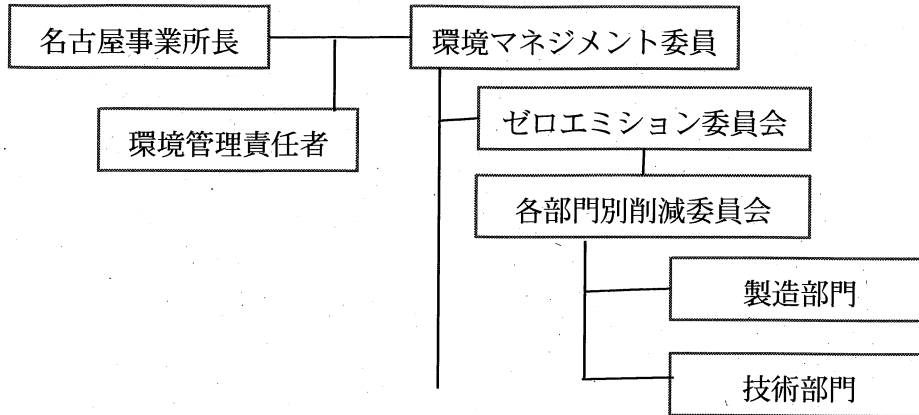 名古屋事業所長
環境マネジメント委員
環境管理責任者
ゼロエミション委員会
各部門別削減委員会
製造部門
技術部門